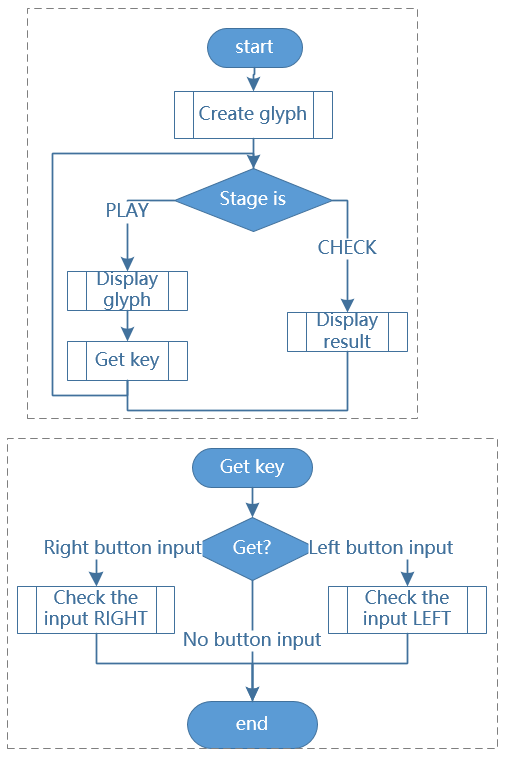 start
Create glyph
Stage is
PLAY
CHECK
Display
glyph
Display
result
Get key
Get key
Right button input
Get?
Left button input
Check the
input RIGHT
Check the
input LEFT
No button input
end